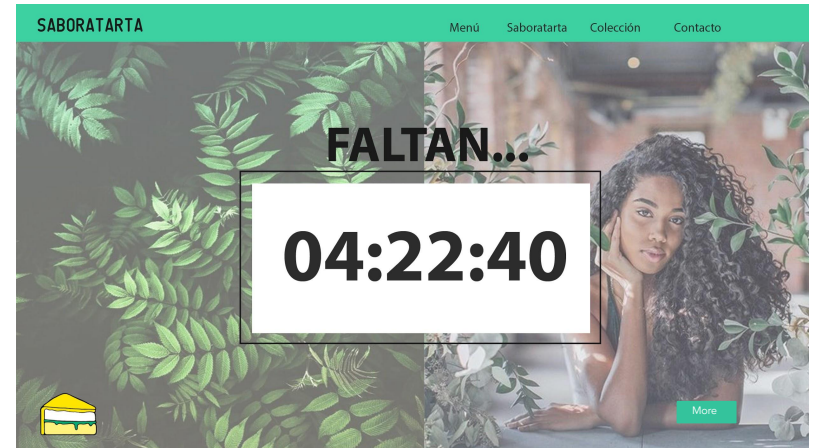 SABORATARTA
Menú Saboratarta Colección Contacto
FALTAN...
04:22:40
More